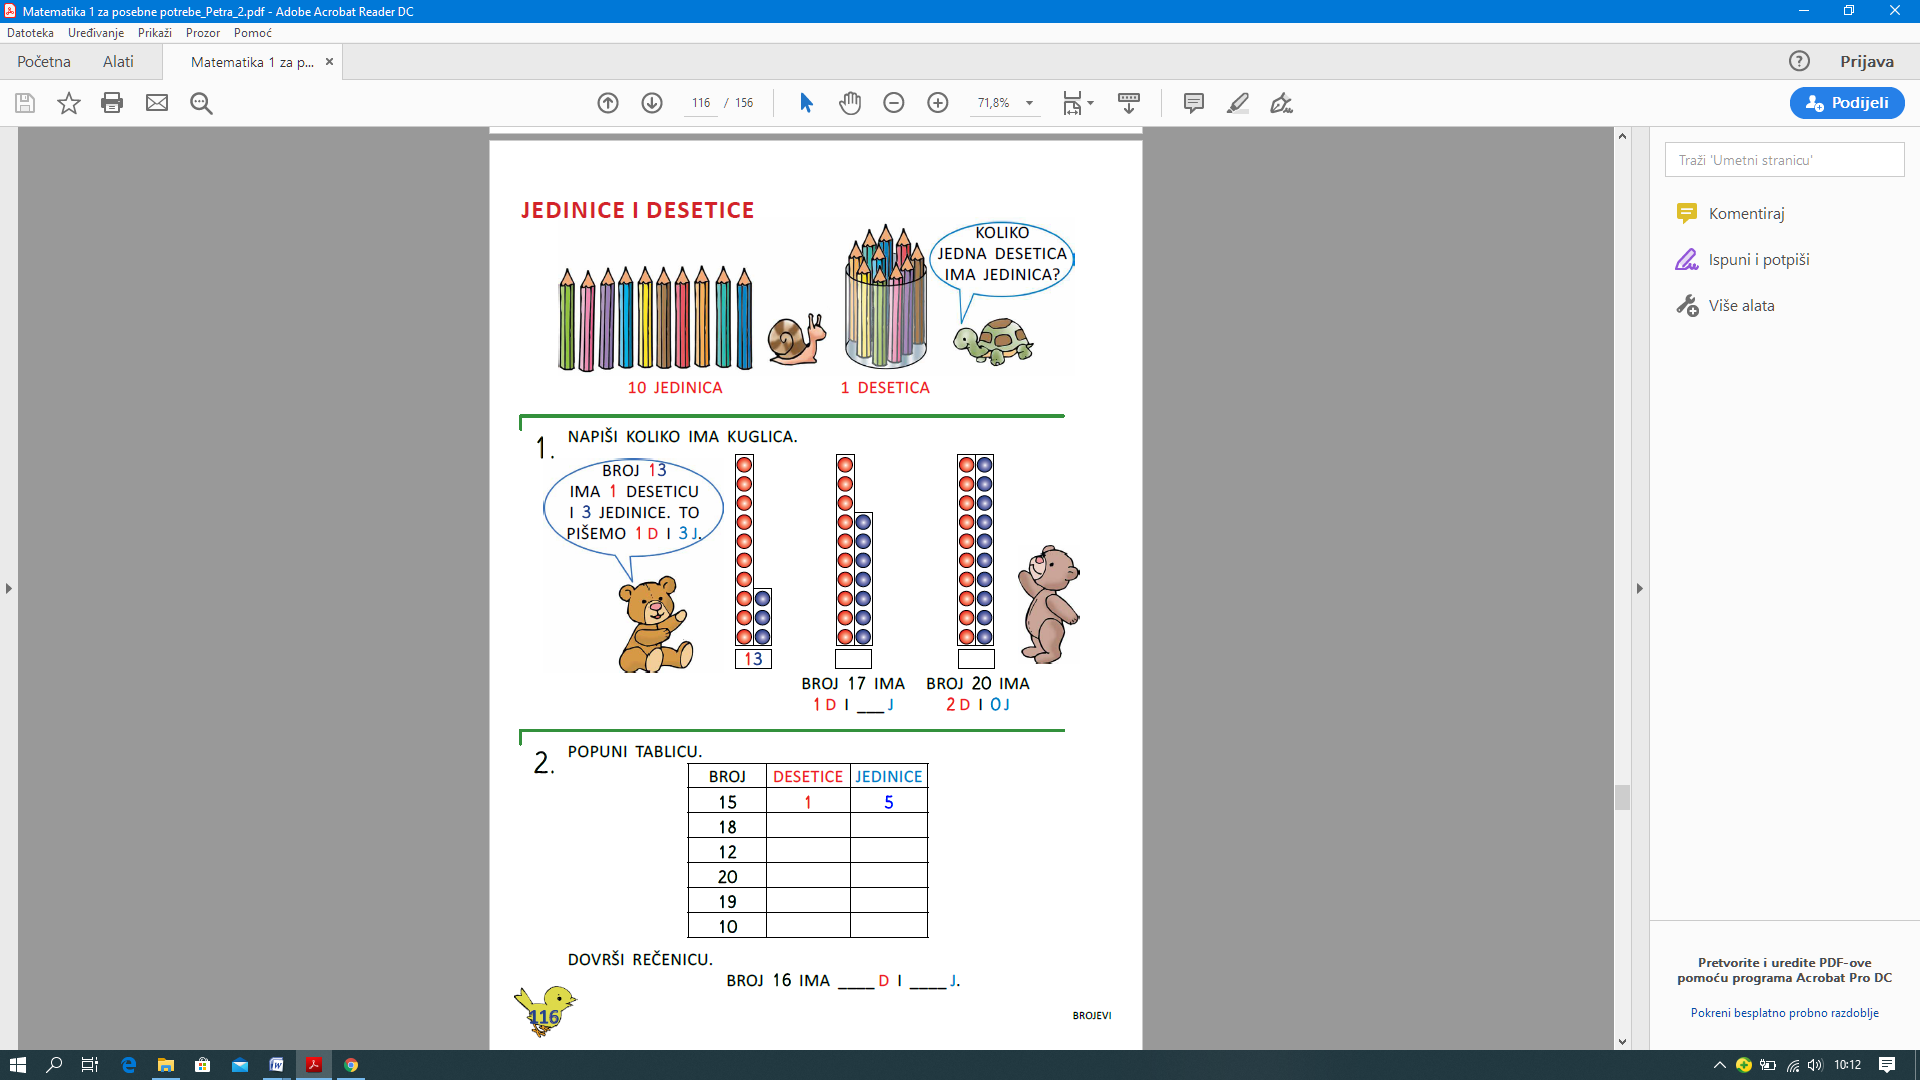 Matematika 1 za posebne potrebe_Petra_2.pdf - Adobe Acrobat Reader DC
Datoteka Uređivanje Prikaži Prozor Pomoć
Početna Alati Matematika 1 za p... ×
Prijava
116 / 156
71,8%
Podijeli
Traži 'Umetni stranicu'
Komentiraj
Ispuni i potpiši
Više alata
Pretvorite i uredite PDF-ove
pomoću programa Acrobat Pro DC
Pokreni besplatno probno razdoblje
JEDINICE I DESETICE
KOLIKO
JEDNA DESETICA
IMA JEDINICA?
10 JEDINICA
1 DESETICA
1. NAPIŠI KOLIKO IMA KUGLICA.
BROJ 13
IMA 1 DESETICU
I 3 JEDINICE. TO
PIŠEMO 1 D I 3 J.
13
BROJ 17 IMA
1 D I ___ J
BROJ 20 IMA
2 D I 0 J
2. POPUNI TABLICU.
BROJ DESETICE JEDINICE
15 1 5
18
12
20
19
10
DOVRŠI REČENICU.
BROJ 16 IMA ____ D I ____ J.
116
BROJEVI
10:12